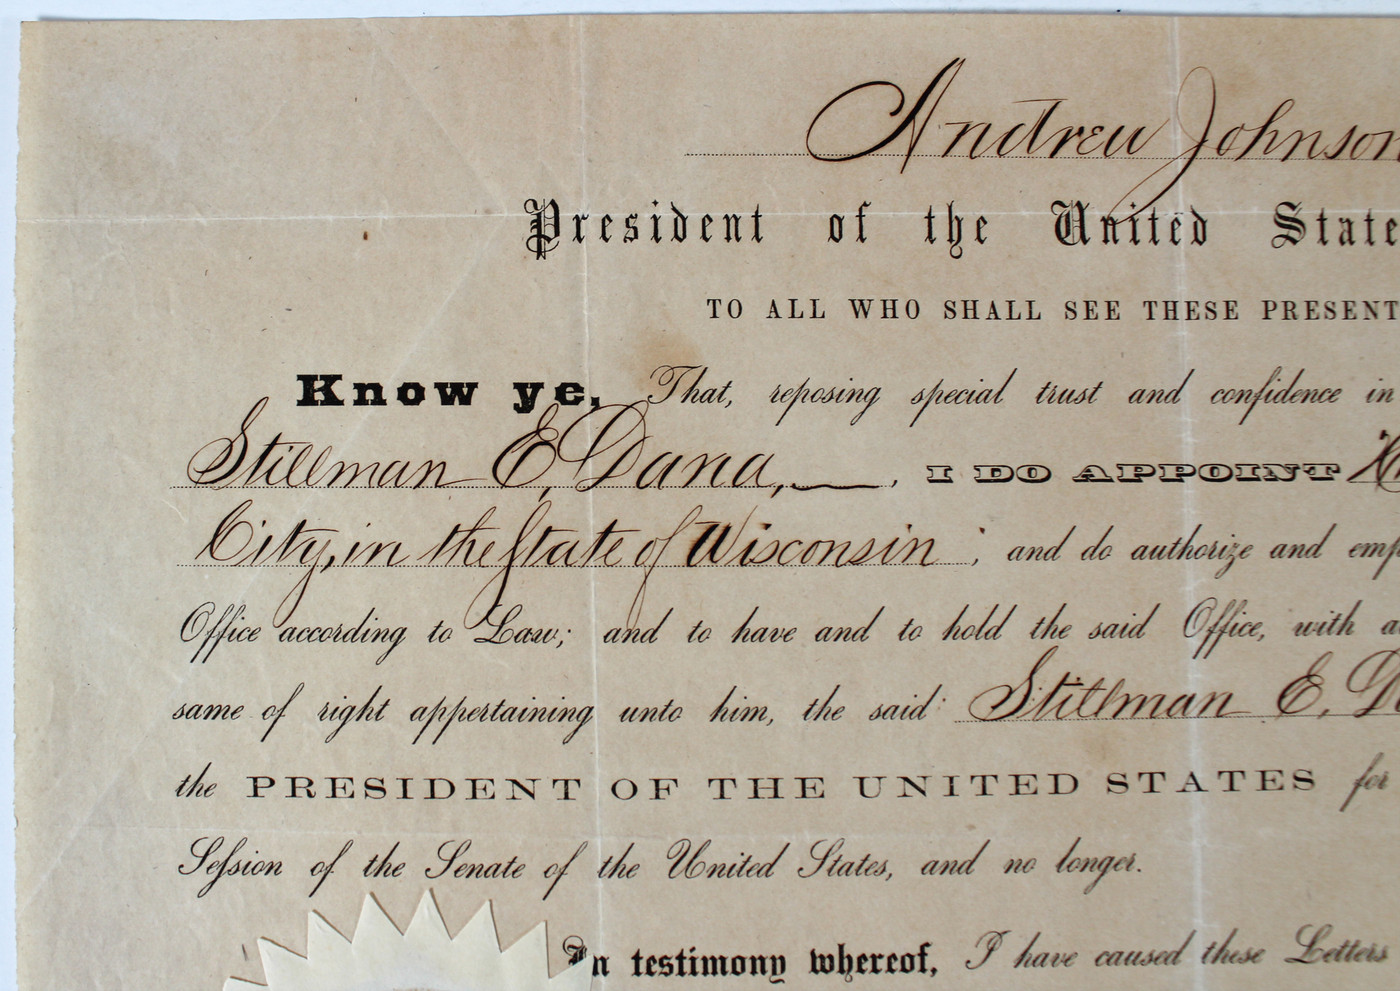 Andrew Johnson
President of the United State
TO ALL WHO SHALL SEE THESE PRESENT
Know ye, That, reposing special trust and confidence in
Stillman E. Dana, I DO APPOINT
City, in the State of Wisconsin; and do authorize and emp
Office according to Law; and to have and to hold the said Office, with a
same of right appertaining unto him, the said Stillman E. D
the PRESIDENT OF THE UNITED STATES for
Seſsion of the Senate of the United States, and no longer.
In testimony whereof, I have caused these Letters